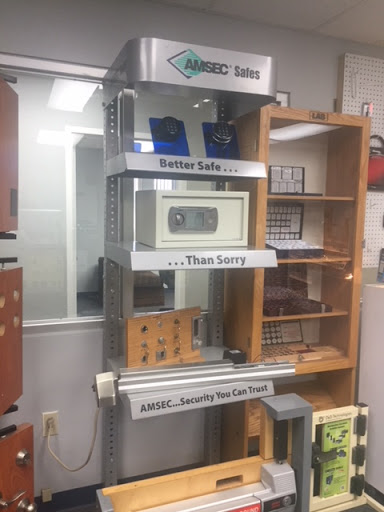 AMSEC® Safes
LAB
Better Safe . . .
. . . Than Sorry
AMSEC...Security You Can Trust